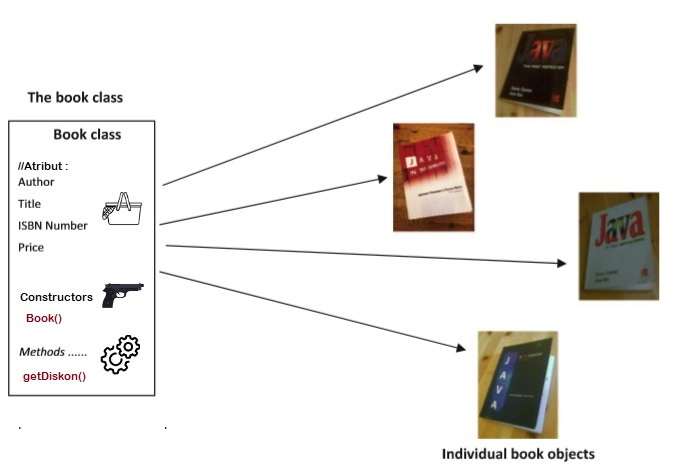 The book class
Book class
//Atribut :
Author
Title
ISBN Number
Price
Constructors
Book()
Methods ......
getDiskon()
Java
JAVA
Java
JAVA
Individual book objects